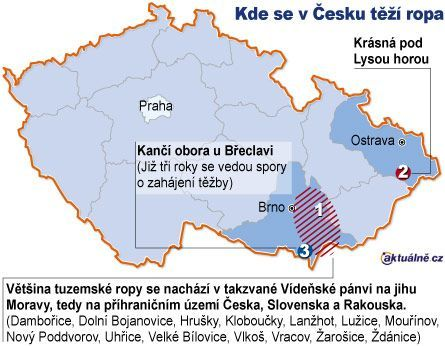 Kde se v Česku těží ropa
Krásná pod
Lysou horou
Praha
Ostrava
2
Kančí obora u Břeclavi
(Již tři roky se vedou spory
o zahájení těžby)
Brno
1
3
aktuálně.cz
Většina tuzemské ropy se nachází v takzvané Vídeňské pánvi na jihu
Moravy, tedy na příhraničním území Česka, Slovenska a Rakouska.
(Dambořice, Dolní Bojanovice, Hrušky, Kloboučky, Lanžhot, Lužice, Mouřínov,
Nový Poddvorov, Uhřice, Velké Bílovice, Vlkoš, Vracov, Žarošice, Ždánice)